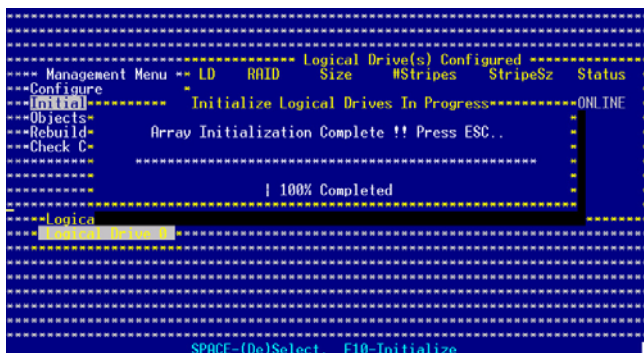 Logical Drive(s) Configured
Management Menu LD RAID Size #Stripes StripeSz Status
Configure
Initial Initialize Logical Drives In Progress ONLINE
Objects
Rebuild Array Initialization Complete !! Press ESC..
Check C
| 100% Completed
Logica
Logical Drive 0
SPACE-(De)Select, F10-Initialize